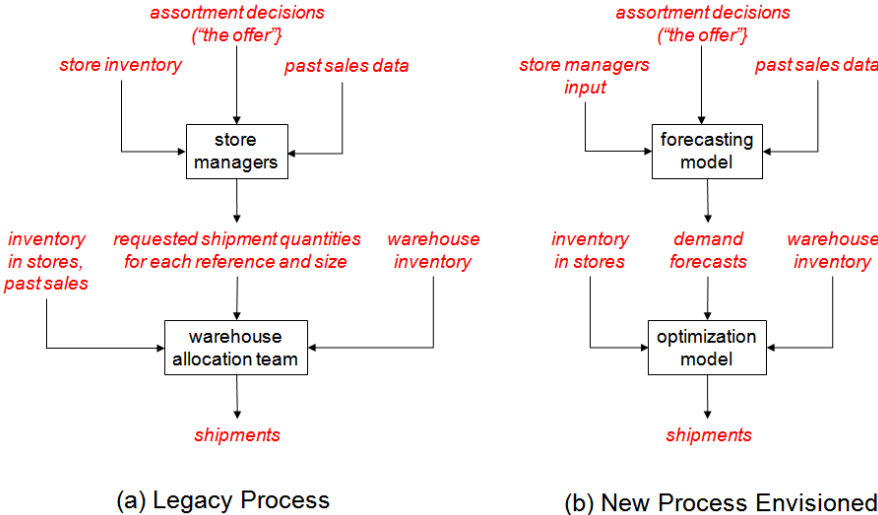 assortment decisions
("the offer"}
store inventory
past sales data
store
managers
inventory
in stores,
past sales
requested shipment quantities
for each reference and size
warehouse
inventory
warehouse
allocation team
shipments
(a) Legacy Process
assortment decisions
("the offer"}
store managers
input
past sales data
forecasting
model
inventory
in stores
demand
forecasts
warehouse
inventory
optimization
model
shipments
(b) New Process Envisioned